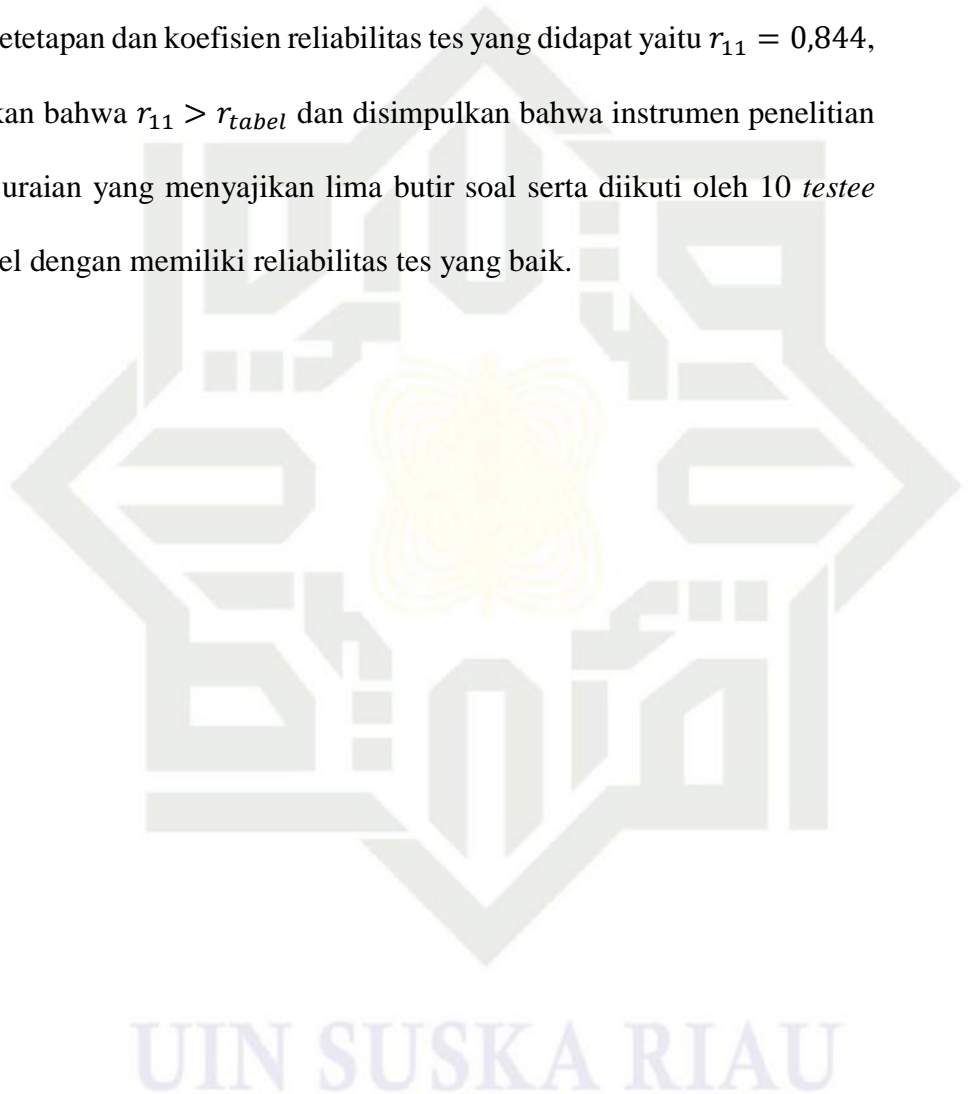 etetapan dan koefisien reliabilitas tes yang didapat yaitu r₁₁ = 0,844,
kan bahwa r₁₁ > r_tabel dan disimpulkan bahwa instrumen penelitian
uraian yang menyajikan lima butir soal serta diikuti oleh 10 testee
el dengan memiliki reliabilitas tes yang baik.
UIN SUSKA RIAU